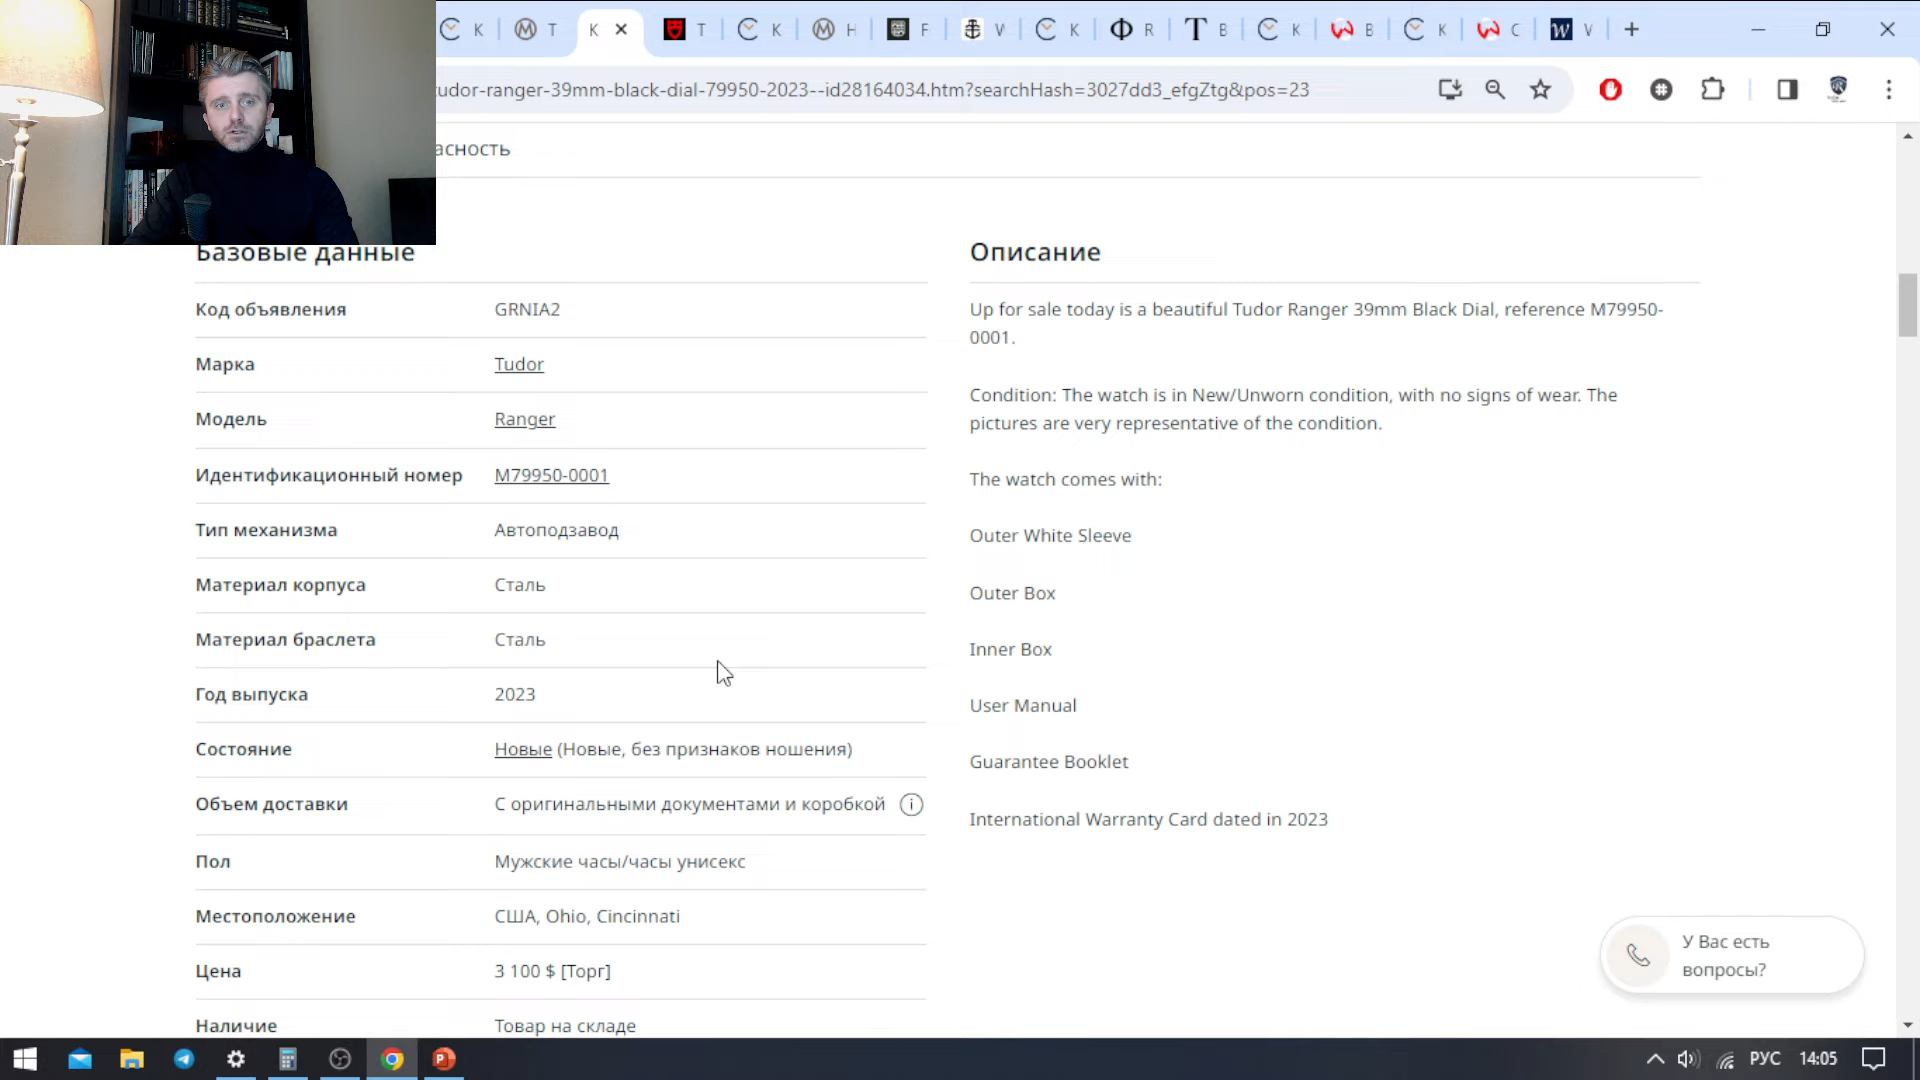 K
T
K
T
K
H
F
V
K
R
B
K
B
K
C
V
tudor-ranger-39mm-black-dial-79950-2023--id28164034.htm?searchHash=3027dd3_efgZtg&pos=23
асность
Базовые данные
Код объявления GRNIA2
Марка Tudor
Модель Ranger
Идентификационный номер M79950-0001
Тип механизма Автоподзавод
Материал корпуса Сталь
Материал браслета Сталь
Год выпуска 2023
Состояние Новые (Новые, без признаков ношения)
Объем доставки С оригинальными документами и коробкой
Пол Мужские часы/часы унисекс
Местоположение США, Ohio, Cincinnati
Цена 3 100 $ [Торг]
Наличие Товар на складе
Описание
Up for sale today is a beautiful Tudor Ranger 39mm Black Dial, reference M79950-
0001.
Condition: The watch is in New/Unworn condition, with no signs of wear. The
pictures are very representative of the condition.
The watch comes with:
Outer White Sleeve
Outer Box
Inner Box
User Manual
Guarantee Booklet
International Warranty Card dated in 2023
У Вас есть
вопросы?
РУС 14:05